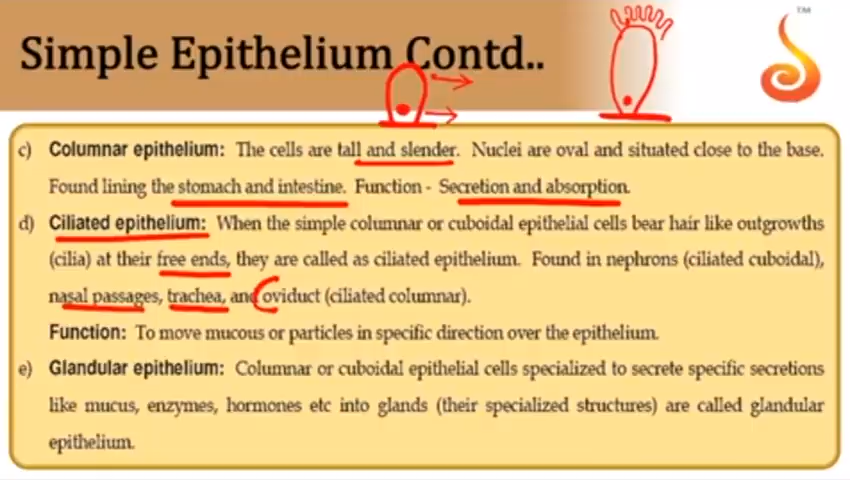 Simple Epithelium Contd..
TM
c) Columnar epithelium: The cells are tall and slender. Nuclei are oval and situated close to the base.
Found lining the stomach and intestine. Function - Secretion and absorption.
d) Ciliated epithelium: When the simple columnar or cuboidal epithelial cells bear hair like outgrowths
(cilia) at their free ends, they are called as ciliated epithelium. Found in nephrons (ciliated cuboidal),
nasal passages, trachea, and oviduct (ciliated columnar).
Function: To move mucous or particles in specific direction over the epithelium.
e) Glandular epithelium: Columnar or cuboidal epithelial cells specialized to secrete specific secretions
like mucus, enzymes, hormones etc into glands (their specialized structures) are called glandular
epithelium.